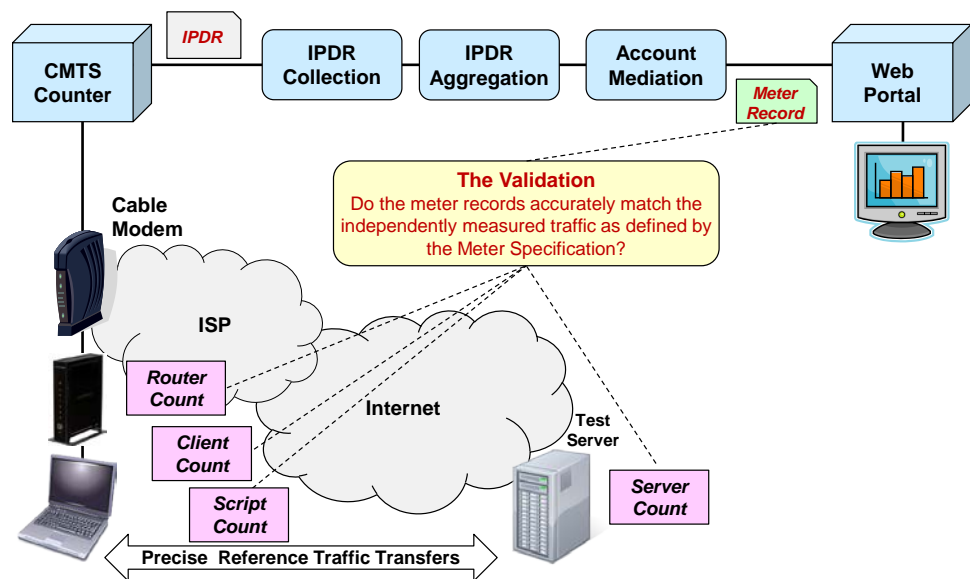 IPDR
CMTS
Counter
IPDR
Collection
IPDR
Aggregation
Account
Mediation
Web
Portal
Meter
Record
The Validation
Do the meter records accurately match the
independently measured traffic as defined by
the Meter Specification?
Cable
Modem
ISP
Router
Count
Internet
Client
Count
Test
Server
Script
Count
Server
Count
Precise Reference Traffic Transfers